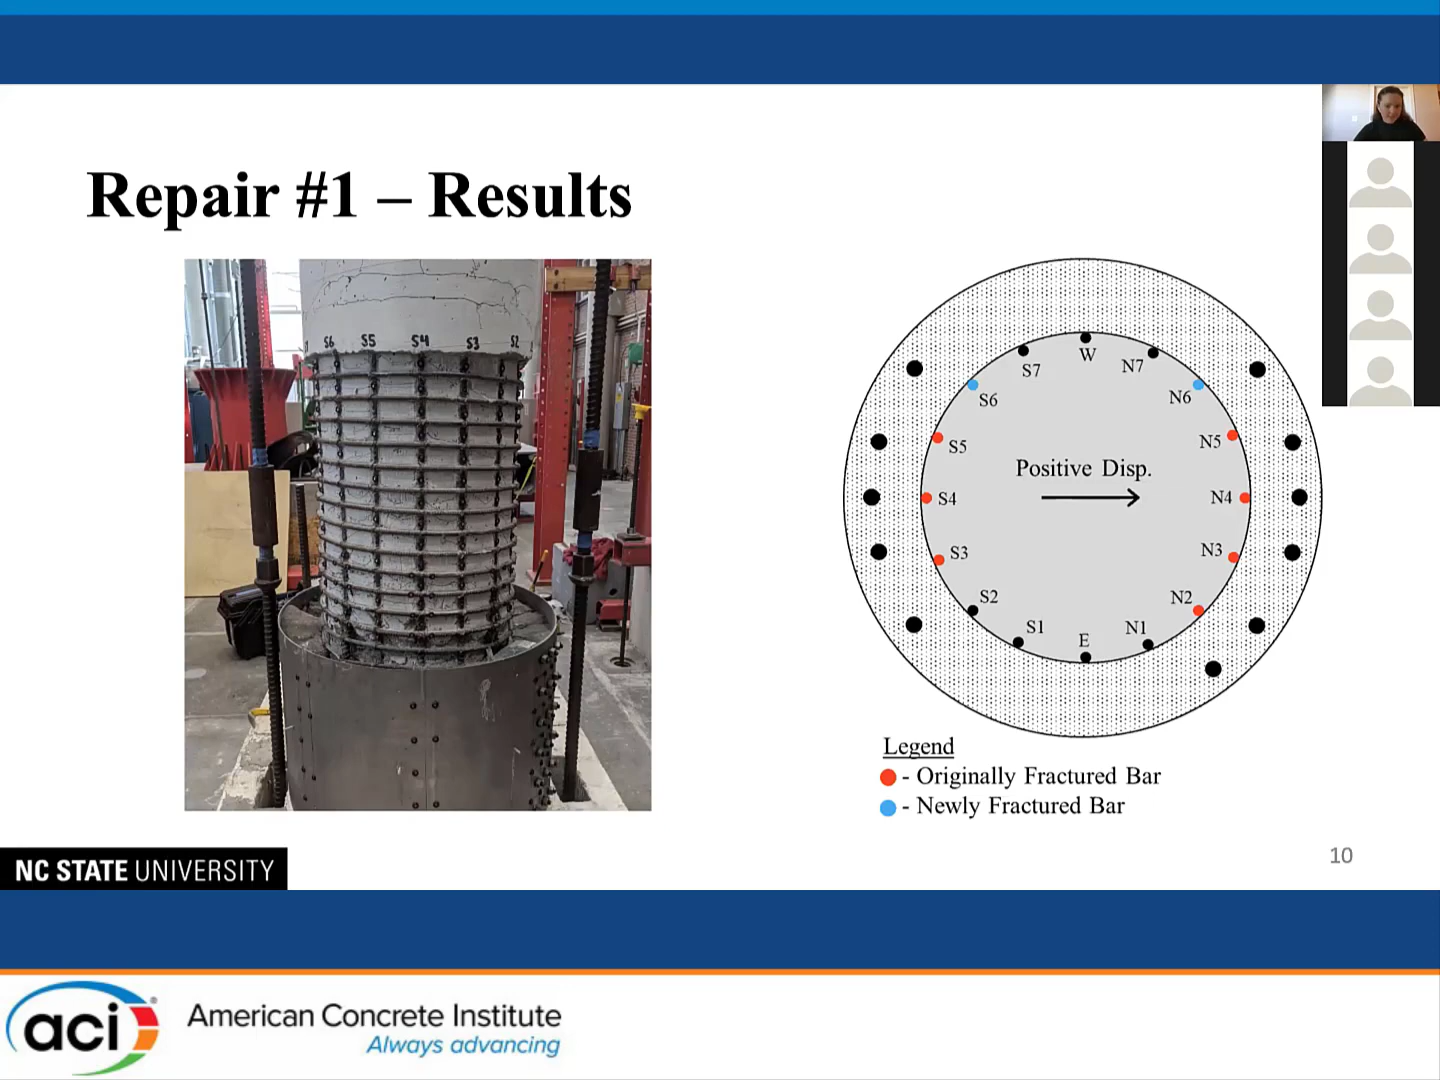 Repair #1 – Results
S6 S5 S4 S3 S2
W
S7
N7
S6
N6
S5
N5
Positive Disp.
S4
N4
S3
N3
S2
N2
S1
N1
E
Legend
- Originally Fractured Bar
- Newly Fractured Bar
10
NC STATE UNIVERSITY
aci
American Concrete Institute
Always advancing